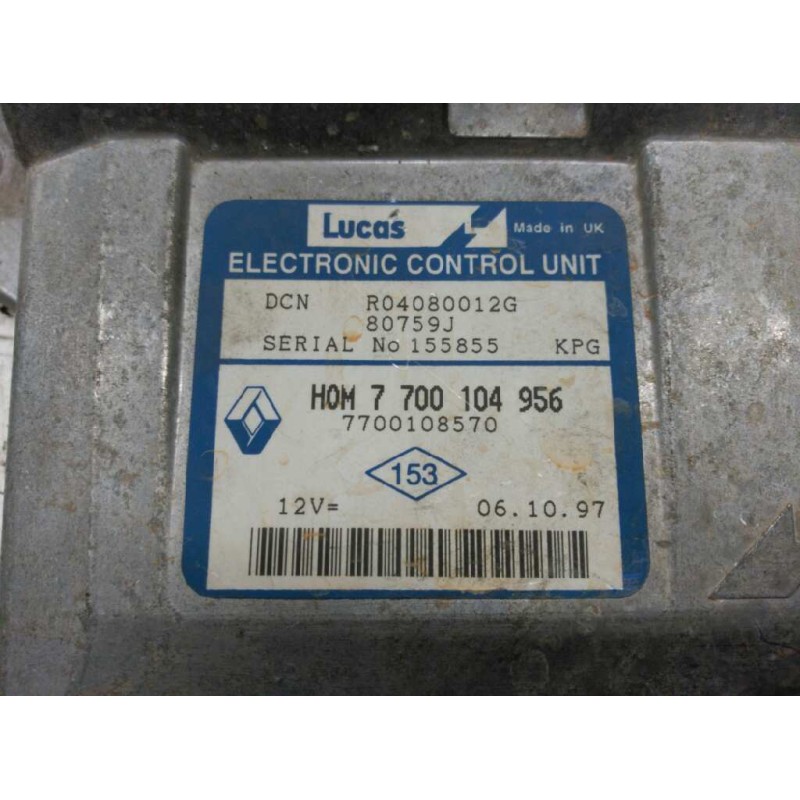 Lucas Made in UK
ELECTRONIC CONTROL UNIT
DCN R04080012G
80759J
SERIAL No 155855 KPG
HOM 7 700 104 956
7700108570
153
12V= 06.10.97